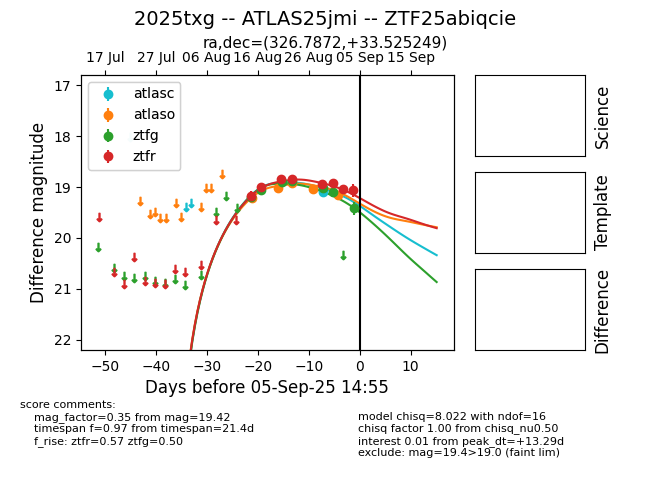 2025txg -- ATLAS25jmi -- ZTF25abiqcie
ra,dec=(326.7872,+33.525249)
17 Jul 27 Jul 06 Aug 16 Aug 26 Aug 05 Sep 15 Sep
atlasc
atlaso
ztfg
ztfr
17
18
19
20
21
22
Difference magnitude
−50 −40 −30 −20 −10 0 10
Days before 05-Sep-25 14:55
Science
Template
Difference
score comments:
mag_factor=0.35 from mag=19.42
timespan f=0.97 from timespan=21.4d
f_rise: ztfr=0.57 ztfg=0.50
model chisq=8.022 with ndof=16
chisq factor 1.00 from chisq_nu0.50
interest 0.01 from peak_dt=+13.29d
exclude: mag=19.4>19.0 (faint lim)